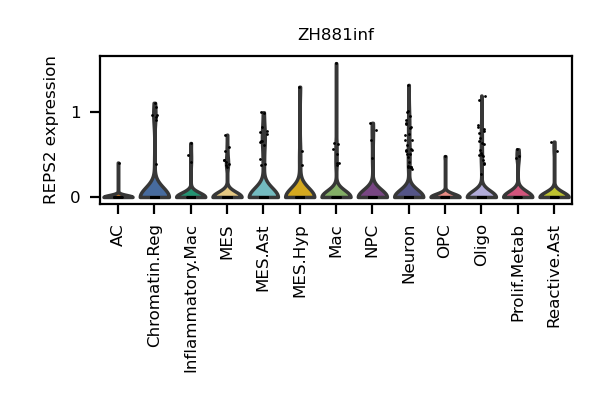 ZH881inf
REPS2 expression
1
0
AC
Chromatin.Reg
Inflammatory.Mac
MES
MES.Ast
MES.Hyp
Mac
NPC
Neuron
OPC
Oligo
Prolif.Metab
Reactive.Ast